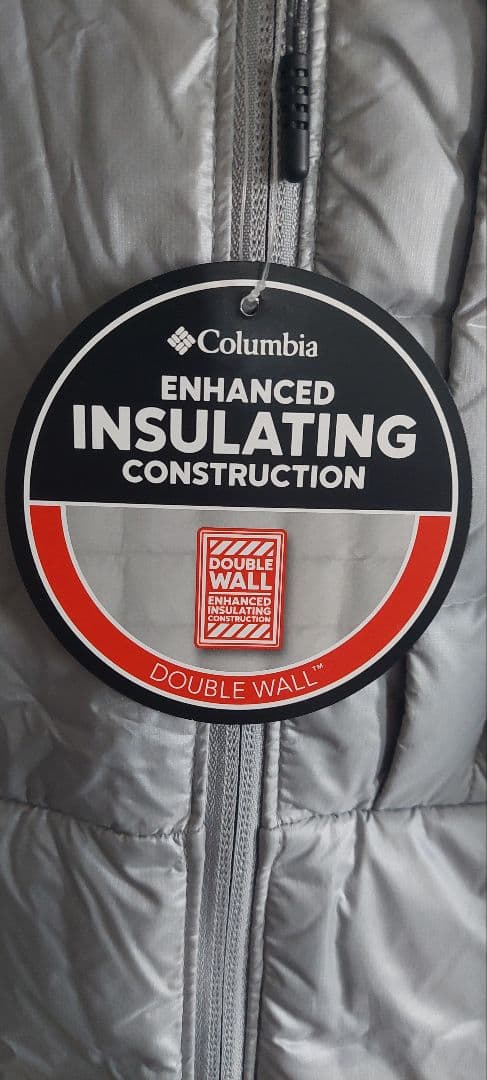 Columbia
ENHANCED
INSULATING
CONSTRUCTION
DOUBLE
WALL
ENHANCED
INSULATING
CONSTRUCTION
DOUBLE WALL™